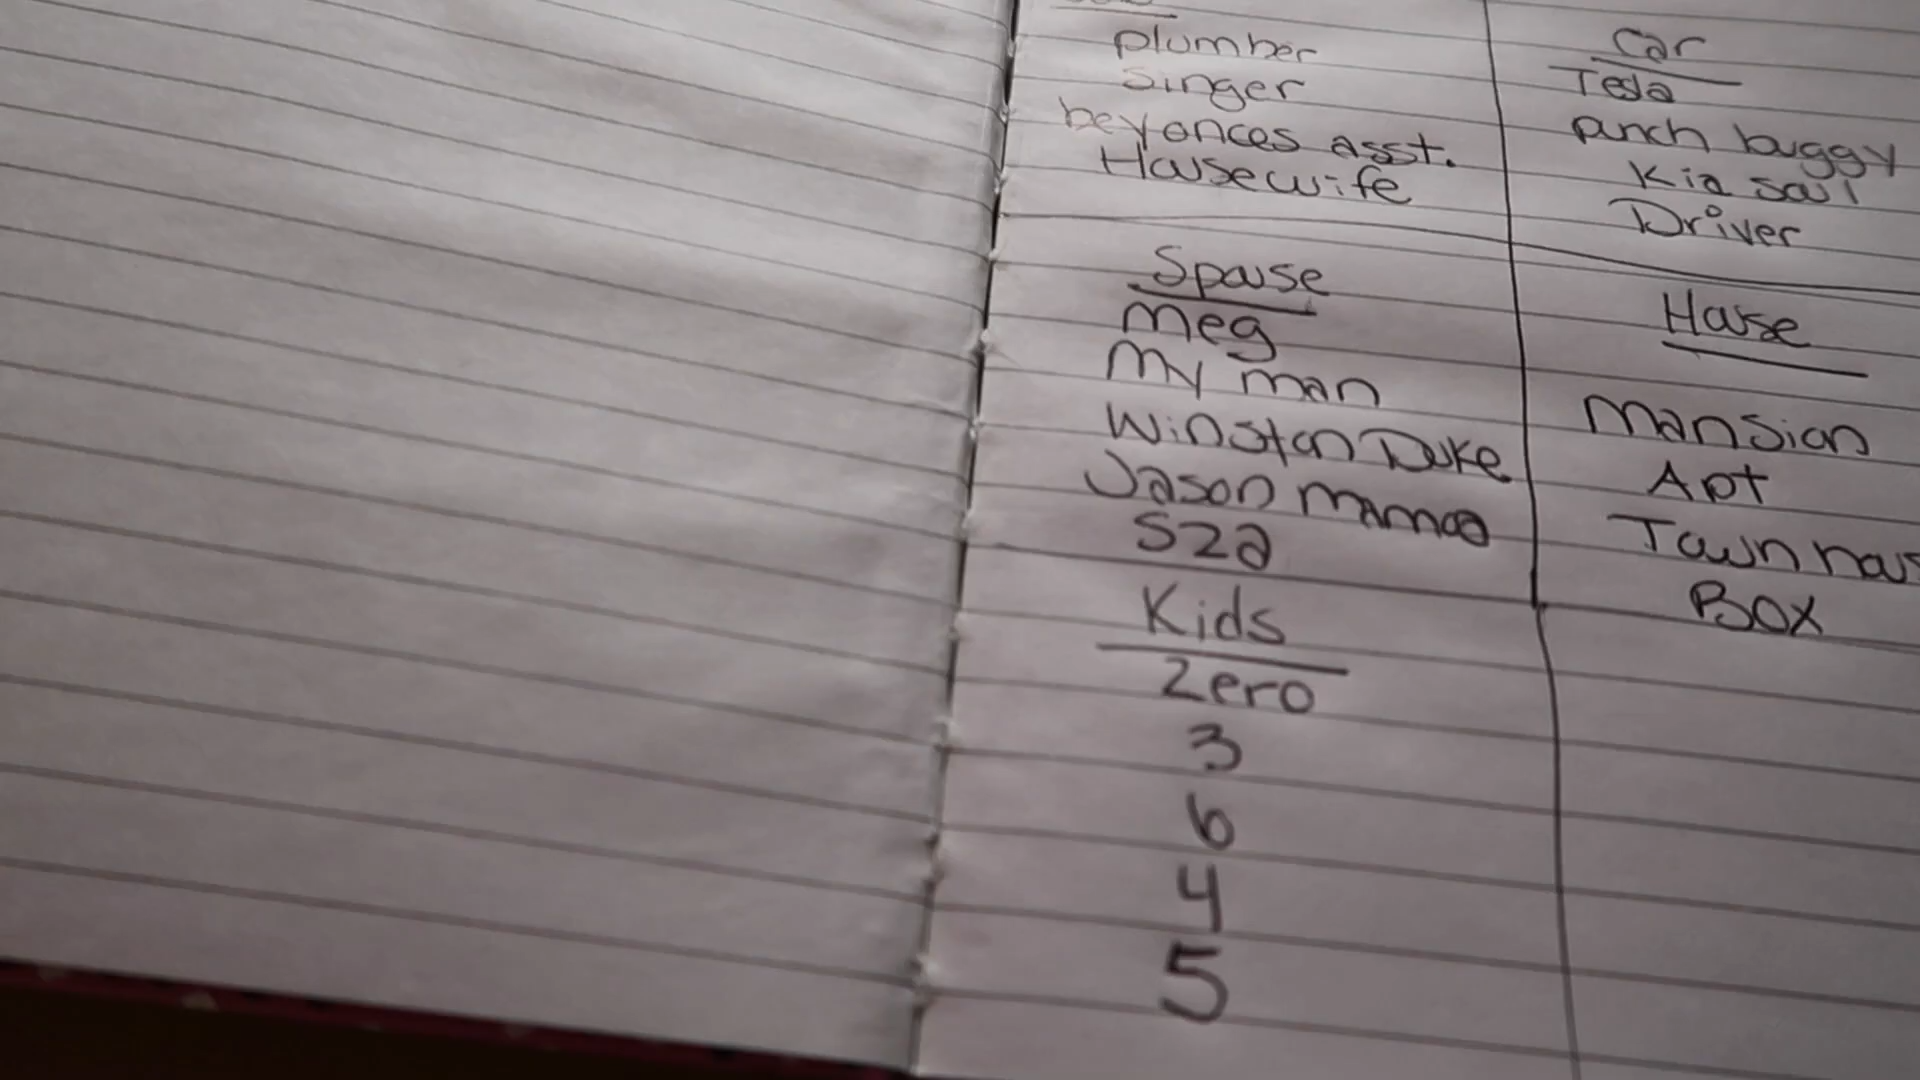 plumber
Singer
beyonces asst.
Housewife
Car
Tesla
punch buggy
Kia soul
Driver
Spouse
Meg
My man
Winston Duke
Jason Mamoa
SZA
House
Mansion
Apt
Town hous
Box
Kids
Zero
3
6
4
5